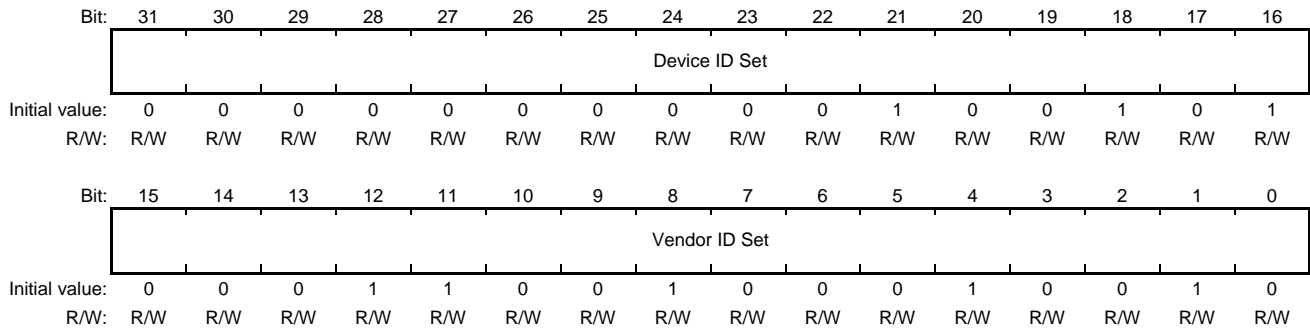 Bit: 31 30 29 28 27 26 25 24 23 22 21 20 19 18 17 16
Device ID Set
Initial value: 0 0 0 0 0 0 0 0 0 0 1 0 0 1 0 1
R/W: R/W R/W R/W R/W R/W R/W R/W R/W R/W R/W R/W R/W R/W R/W R/W R/W
Bit: 15 14 13 12 11 10 9 8 7 6 5 4 3 2 1 0
Vendor ID Set
Initial value: 0 0 0 1 1 0 0 1 0 0 0 1 0 0 1 0
R/W: R/W R/W R/W R/W R/W R/W R/W R/W R/W R/W R/W R/W R/W R/W R/W R/W